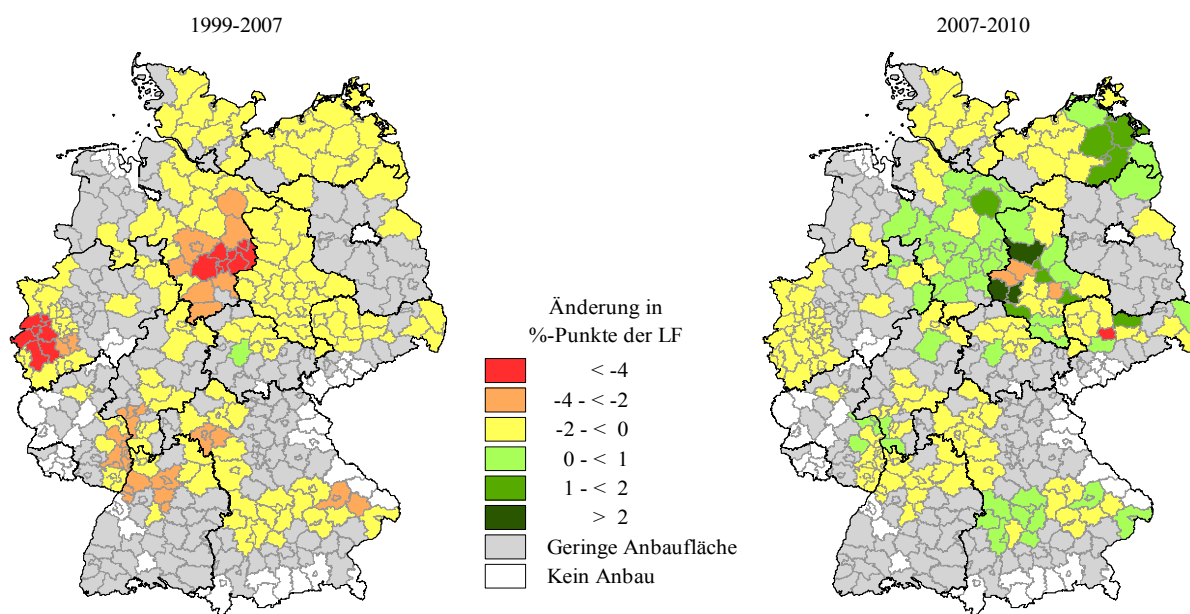 1999-2007
2007-2010
Änderung in
%-Punkte der LF
< -4
-4 - < -2
-2 - < 0
0 - < 1
1 - < 2
> 2
Geringe Anbaufläche
Kein Anbau